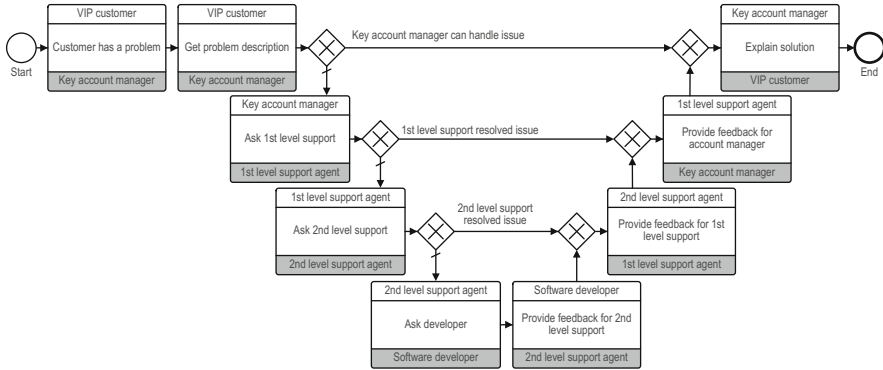 VIP customer
Customer has a problem
Key account manager
VIP customer
Get problem description
Key account manager
Key account manager can handle issue
Key account manager
Explain solution
VIP customer
Start
End
Key account manager
Ask 1st level support
1st level support agent
1st level support resolved issue
1st level support agent
Provide feedback for
account manager
Key account manager
1st level support agent
Ask 2nd level support
2nd level support agent
2nd level support
resolved issue
2nd level support agent
Provide feedback for 1st
level support
1st level support agent
2nd level support agent
Ask developer
Software developer
Software developer
Provide feedback for 2nd
level support
2nd level support agent